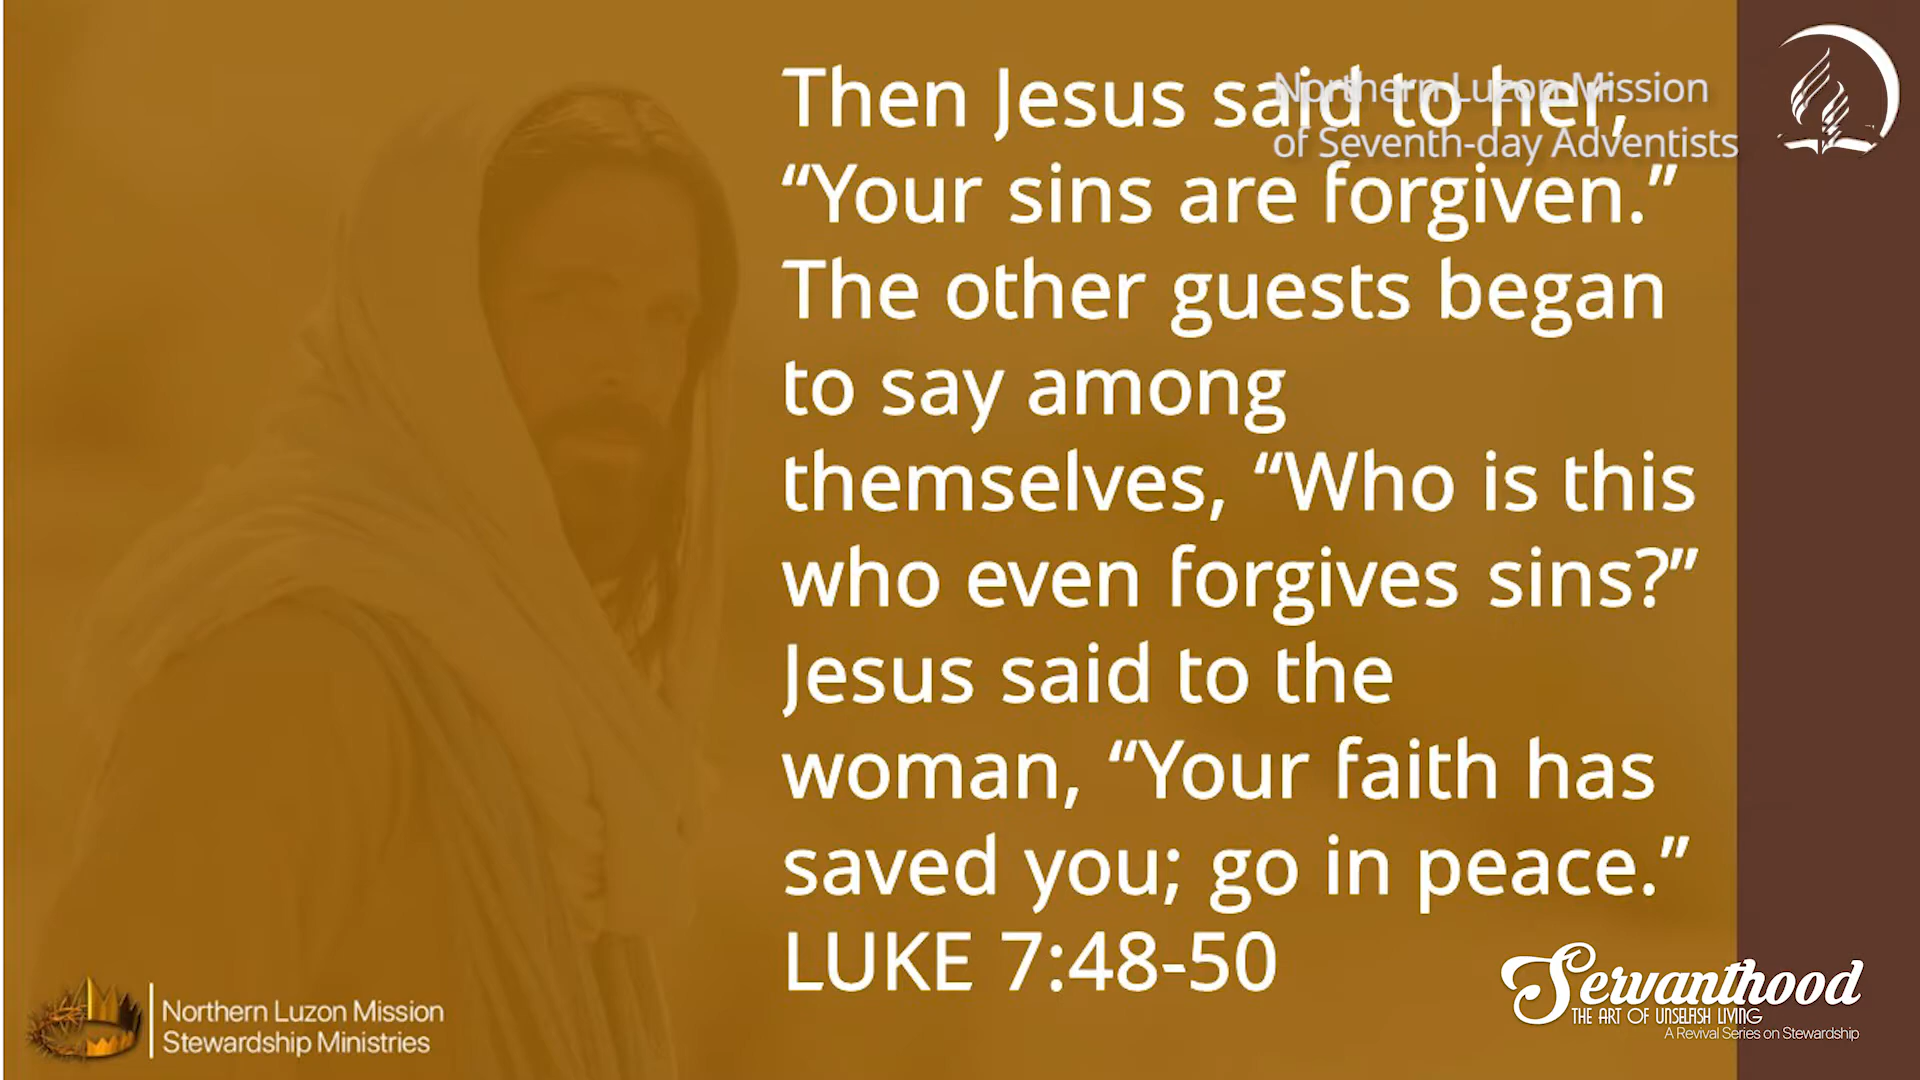 Then Jesus said to her,
Northern Luzon Mission
of Seventh-day Adventists
“Your sins are forgiven.”
The other guests began
to say among
themselves, “Who is this
who even forgives sins?”
Jesus said to the
woman, “Your faith has
saved you; go in peace.”
LUKE 7:48-50
Northern Luzon Mission
Stewardship Ministries
Servanthood
THE ART OF UNSELFISH LIVING
A Revival Series on Stewardship